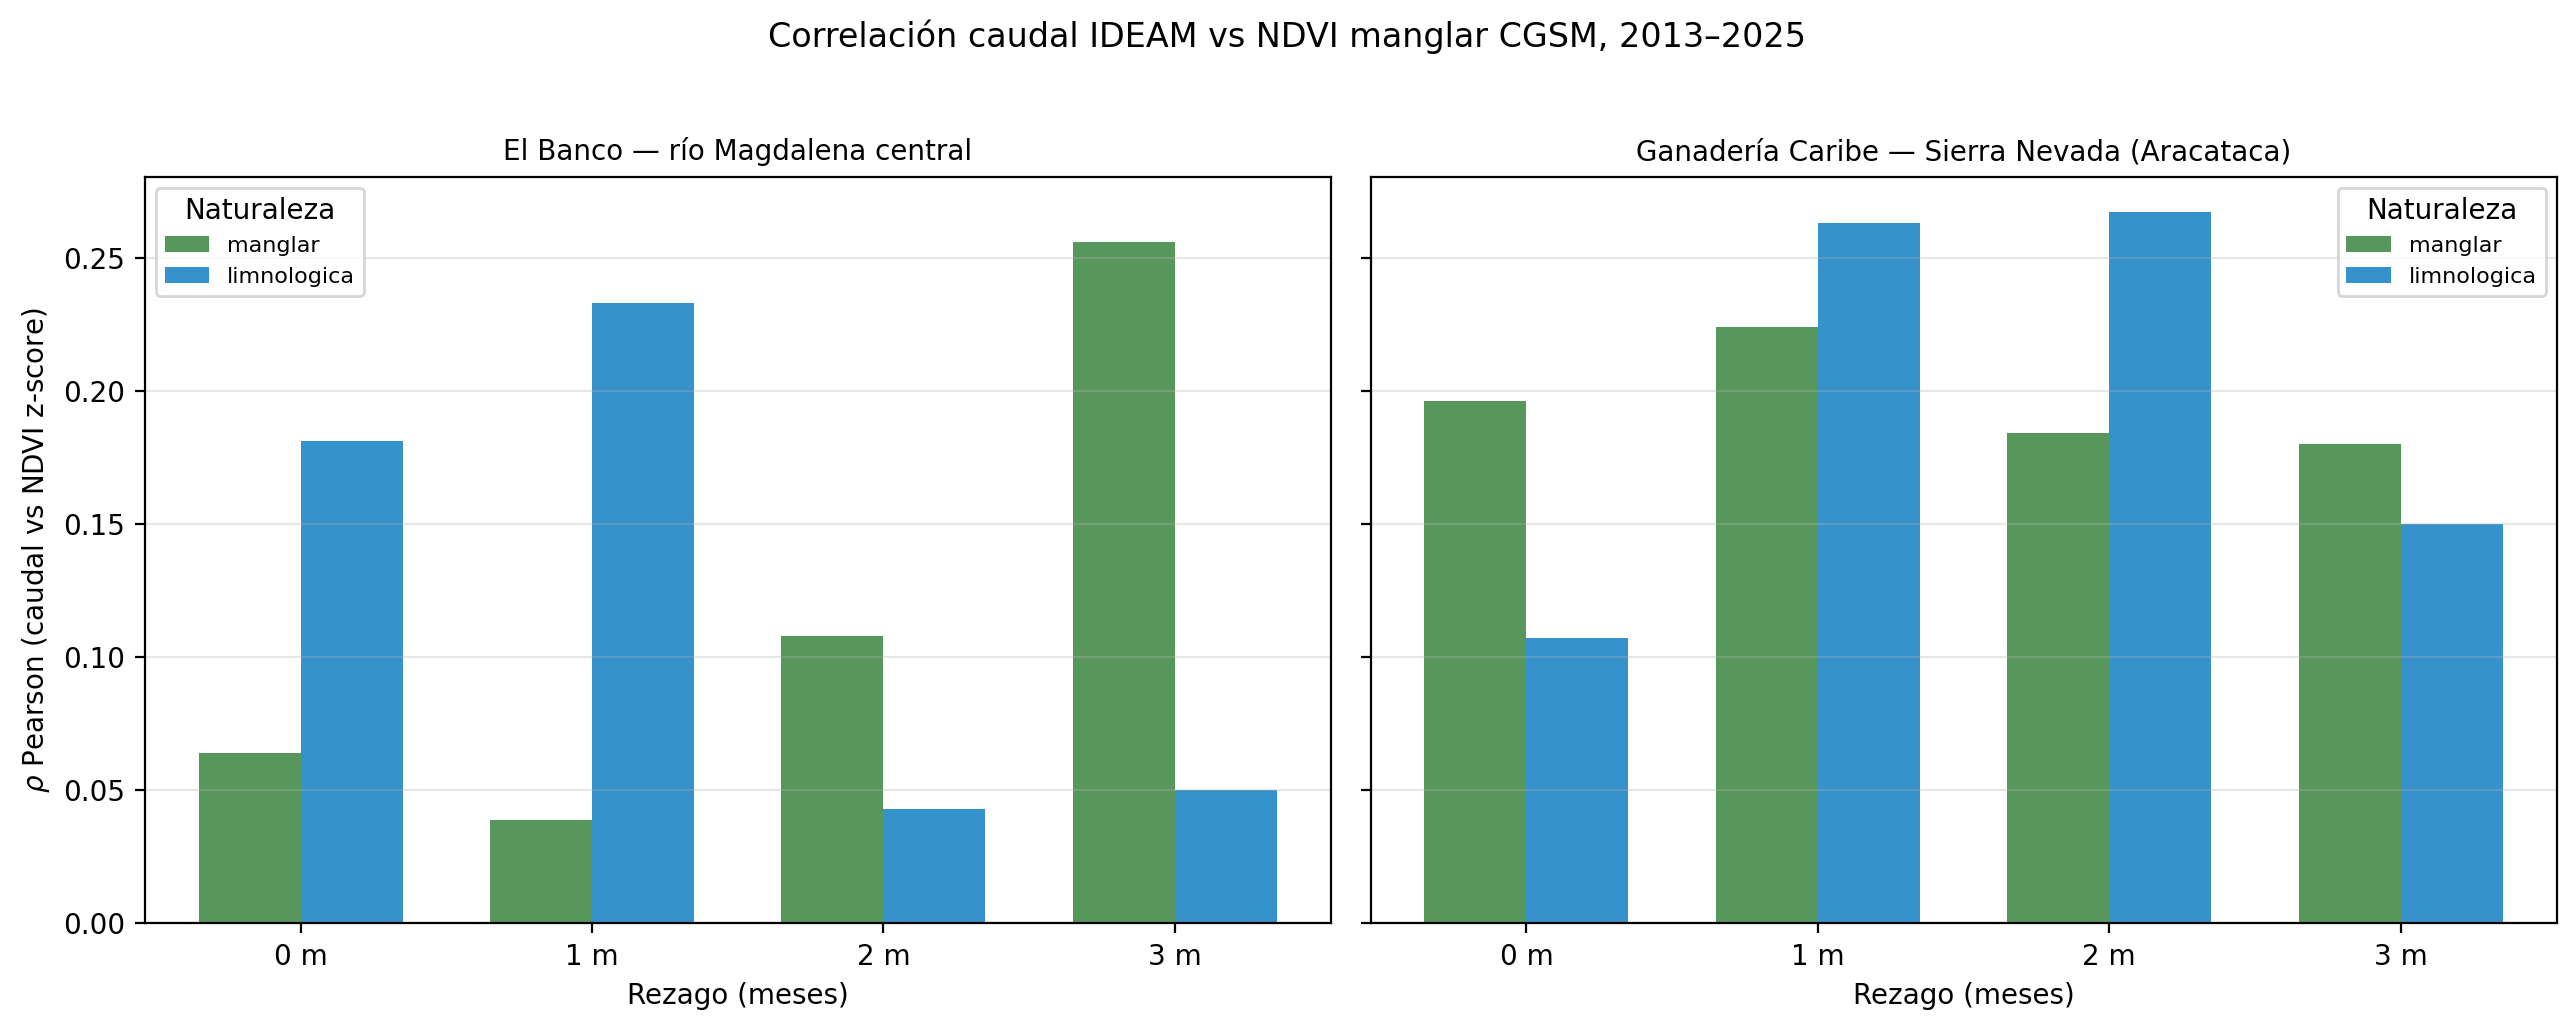 Correlación caudal IDEAM vs NDVI manglar CGSM, 2013–2025
El Banco — río Magdalena central
Naturaleza
manglar
limnologica
ρ Pearson (caudal vs NDVI z-score)
0.25
0.20
0.15
0.10
0.05
0.00
0 m
1 m
2 m
3 m
Rezago (meses)
Ganadería Caribe — Sierra Nevada (Aracataca)
Naturaleza
manglar
limnologica
0 m
1 m
2 m
3 m
Rezago (meses)